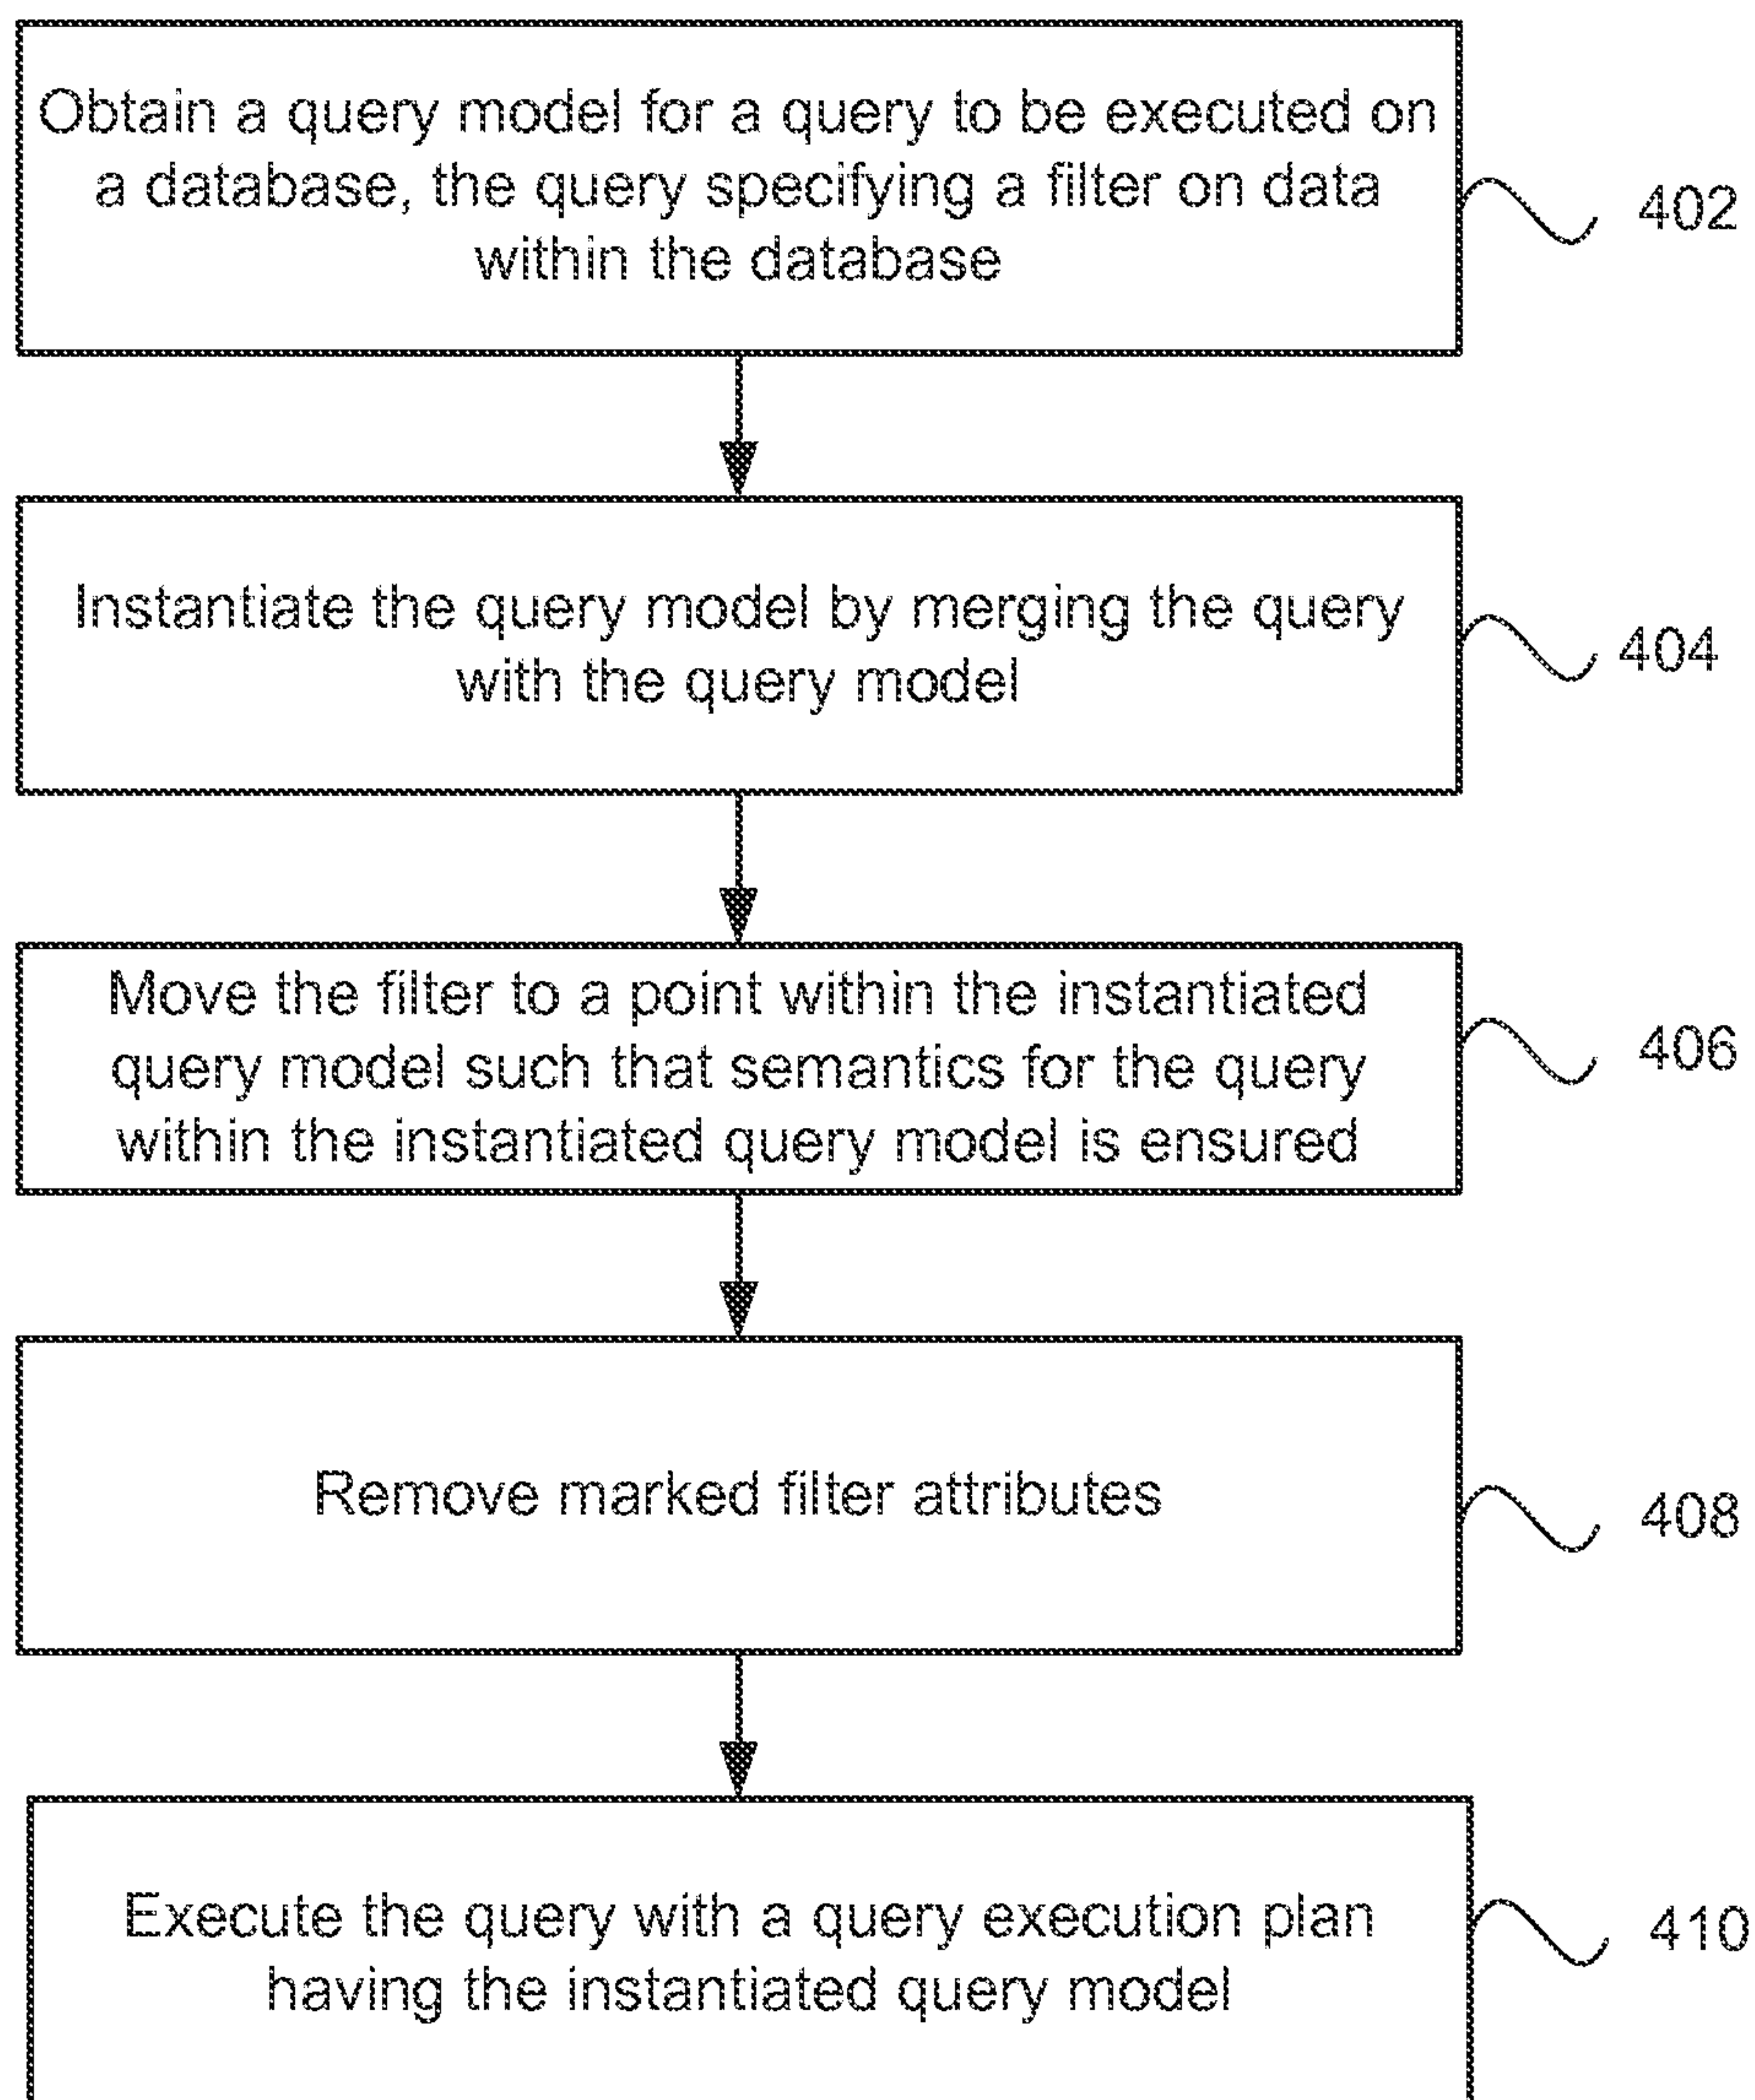 Obtain a query model for a query to be executed on
a database, the query specifying a filter on data
within the database
402
Instantiate the query model by merging the query
with the query model
404
Move the filter to a point within the instantiated
query model such that semantics for the query
within the instantiated query model is ensured
406
Remove marked filter attributes
408
Execute the query with a query execution plan
having the instantiated query model
410